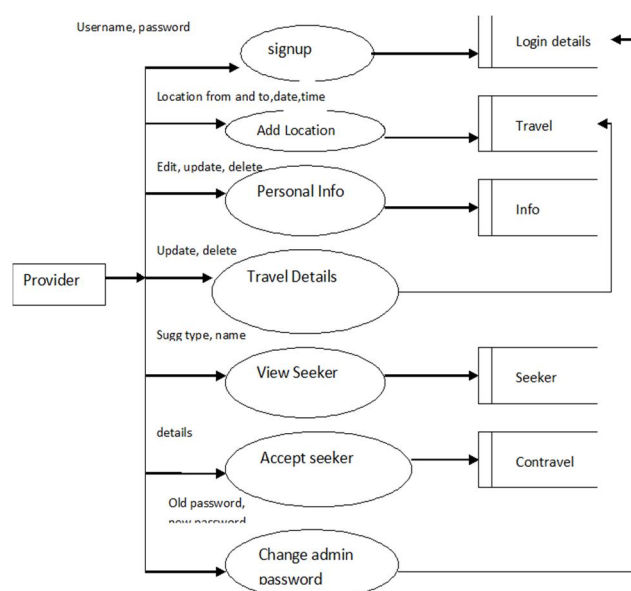 Username, password
signup
Login details
Location from and to,date,time
Add Location
Travel
Edit, update, delete
Personal Info
Info
Update, delete
Provider
Travel Details
Sugg type, name
View Seeker
Seeker
details
Accept seeker
Contravel
Old password,
new password
Change admin
password